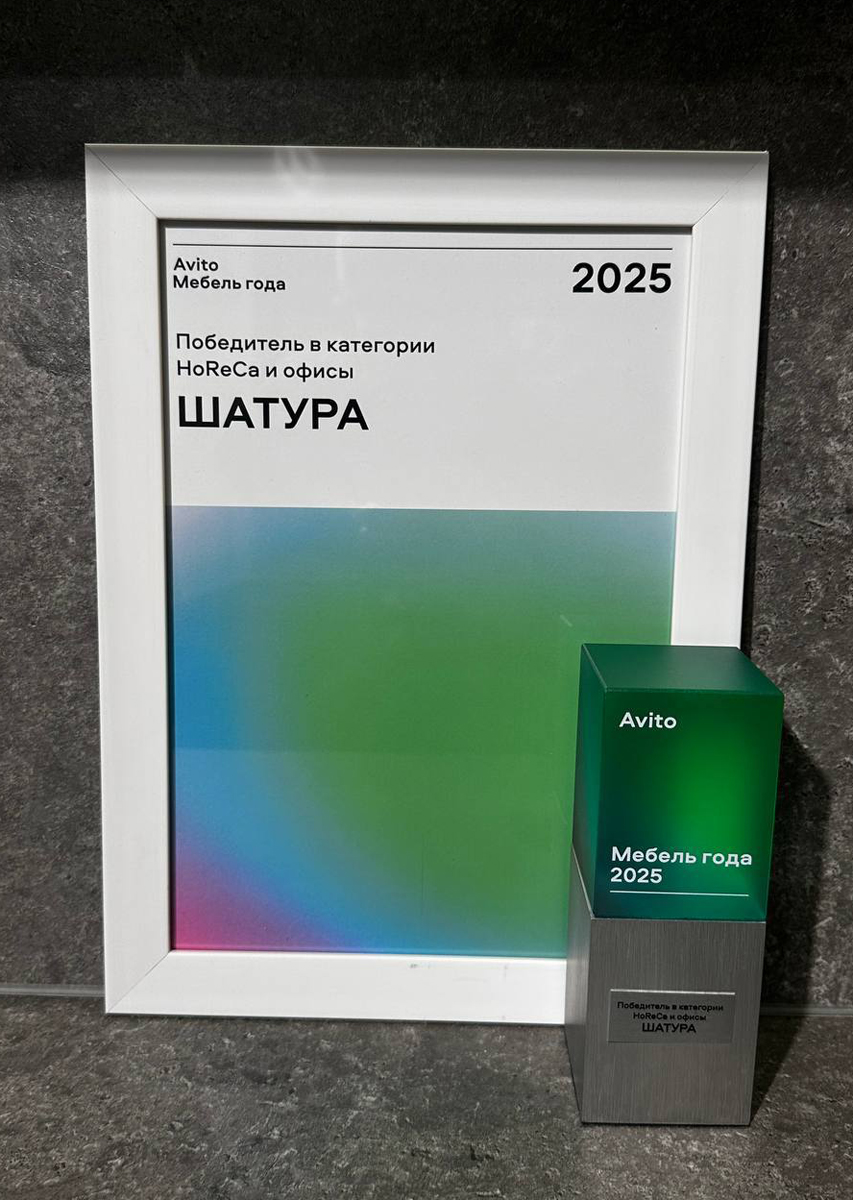 Avito
Мебель года
2025
Победитель в категории
HoReCa и офисы
ШАТУРА
Avito
Мебель года
2025
Победитель в категории
HoReCa и офисы
ШАТУРА